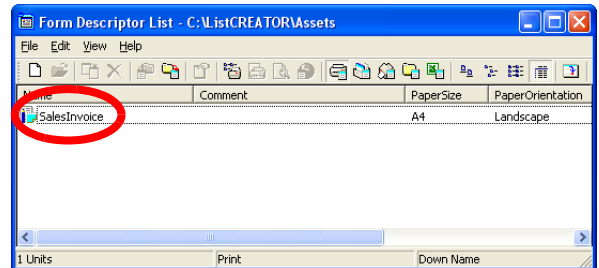 Form Descriptor List - C:\ListCREATOR\Assets
File Edit View Help
Name Comment PaperSize PaperOrientation
SalesInvoice A4 Landscape
1 Units Print Down Name